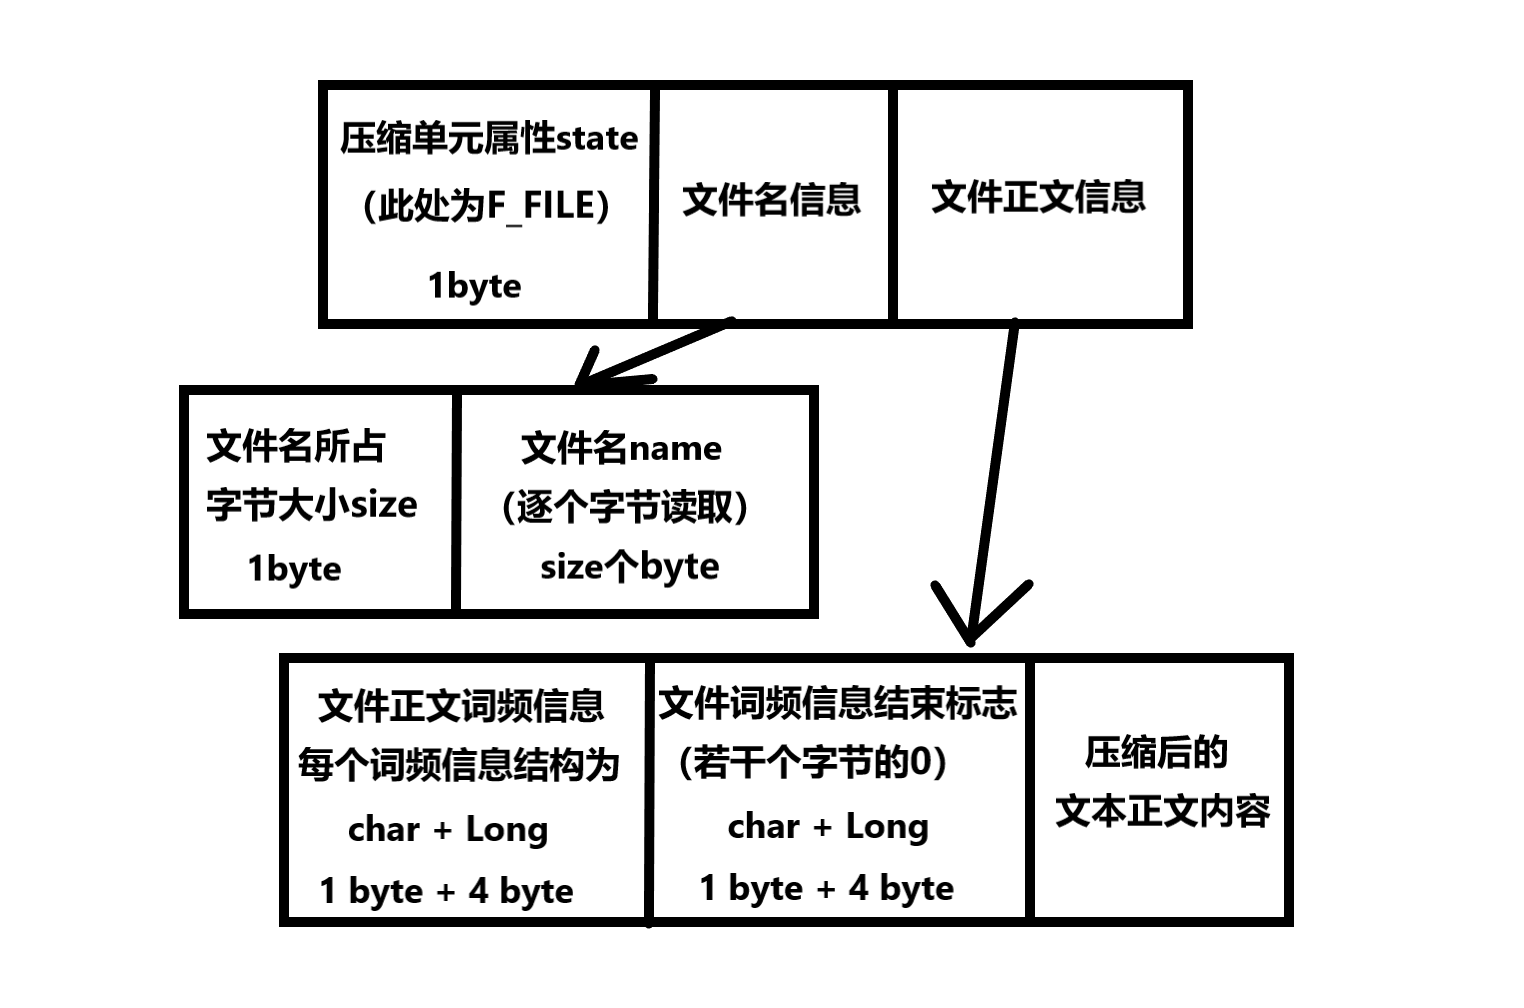 压缩单元属性state
（此处为F_FILE）
1byte
文件名信息
文件正文信息
文件名所占
字节大小size
1byte
文件名name
（逐个字节读取）
size个byte
文件正文词频信息
每个词频信息结构为
char + Long
1 byte + 4 byte
文件词频信息结束标志
（若干个字节的0）
char + Long
1 byte + 4 byte
压缩后的
文本正文内容